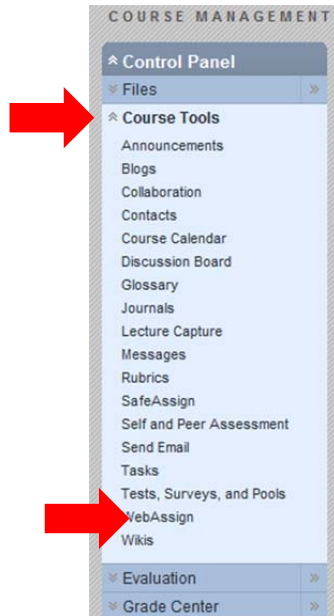 COURSE MANAGEMENT
Control Panel
Files
Course Tools
Announcements
Blogs
Collaboration
Contacts
Course Calendar
Discussion Board
Glossary
Journals
Lecture Capture
Messages
Rubrics
SafeAssign
Self and Peer Assessment
Send Email
Tasks
Tests, Surveys, and Pools
WebAssign
Wikis
Evaluation
Grade Center